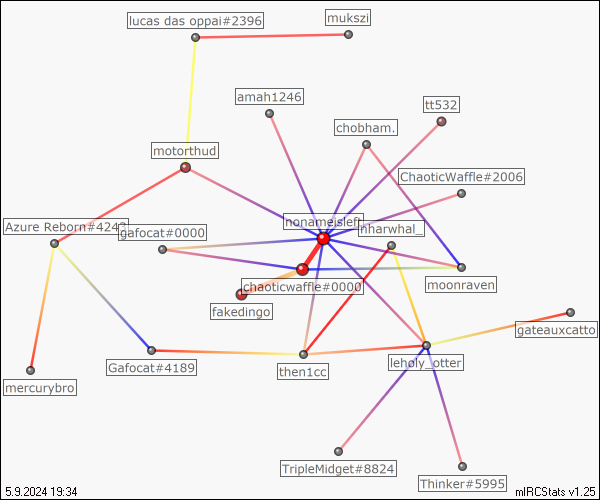 lucas das oppai#2396
mukszi
amah1246
tt532
chobham.
motorthud
ChaoticWaffle#2006
nonameisleft
Azure Reborn#424
gafocat#0000
nharwhal_
chaoticwaffle#0000
moonraven
fakedingo
gateauxcatto
Gafocat#4189
then1cc
lehøly_otter
mercurybro
TripleMidget#8824
Thinker#5995
5.9.2024 19:34
mIRCStats v1.25